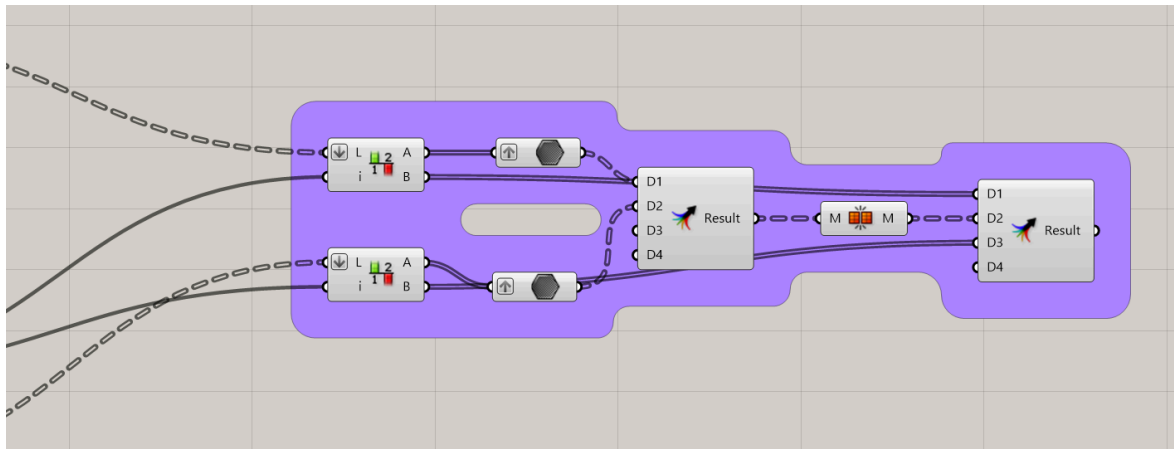 L 2 A
1
i B
L 2 A
1
i B
D1
D2
D3
D4
Result
M M
D1
D2
D3
D4
Result